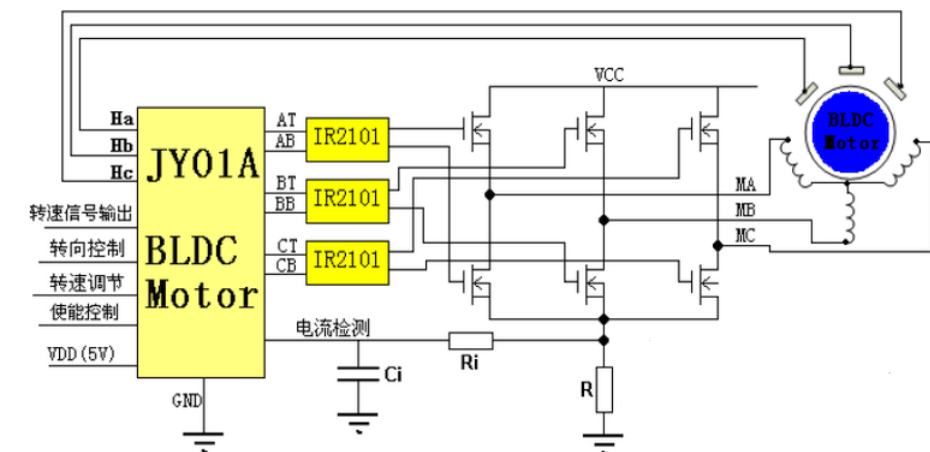 VCC
Ha
Hb
Hc
JY01A
BLDC
Motor
AT
AB
IR2101
BT
BB
IR2101
CT
CB
IR2101
MA
MB
MC
BLDC
Motor
转速信号输出
转向控制
转速调节
使能控制
VDD(5V)
GND
电流检测
Ci
Ri
R